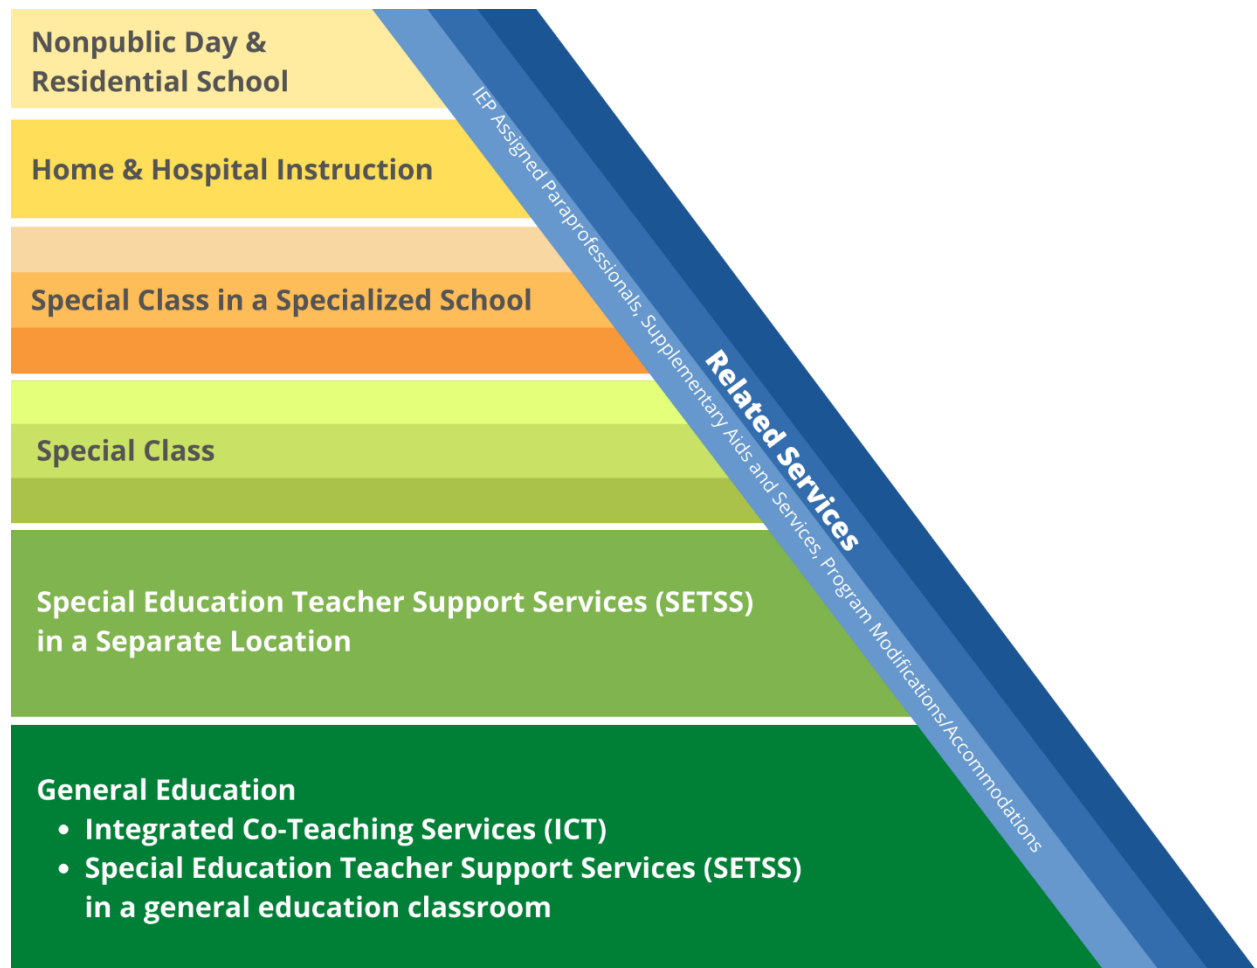 Nonpublic Day &
Residential School
Home & Hospital Instruction
Special Class in a Specialized School
Special Class
Special Education Teacher Support Services (SETSS)
in a Separate Location
General Education
• Integrated Co-Teaching Services (ICT)
• Special Education Teacher Support Services (SETSS)
in a general education classroom
IEP Assigned Paraprofessionals, Supplementary Aids and Services, Program Modifications/Accommodations
Related Services